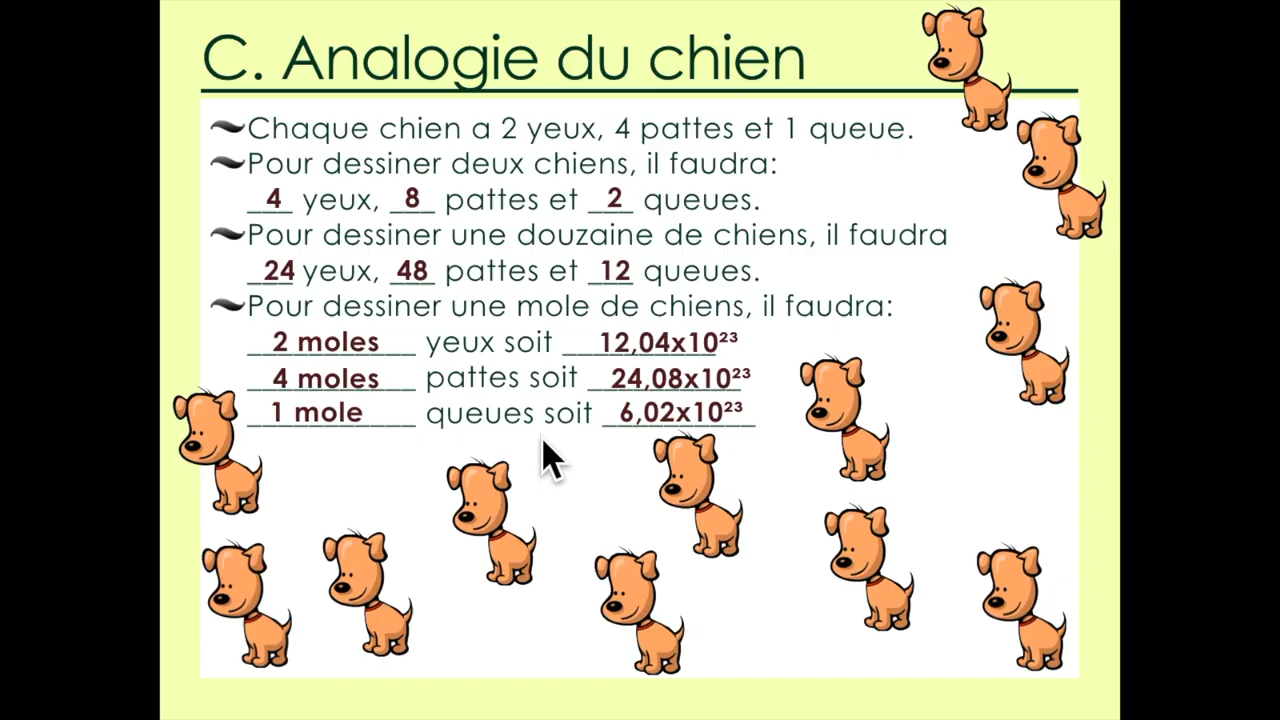 C. Analogie du chien
Chaque chien a 2 yeux, 4 pattes et 1 queue.
Pour dessiner deux chiens, il faudra:
4 yeux, 8 pattes et 2 queues.
Pour dessiner une douzaine de chiens, il faudra
24 yeux, 48 pattes et 12 queues.
Pour dessiner une mole de chiens, il faudra:
2 moles yeux soit 12,04x10²³
4 moles pattes soit 24,08x10²³
1 mole queues soit 6,02x10²³